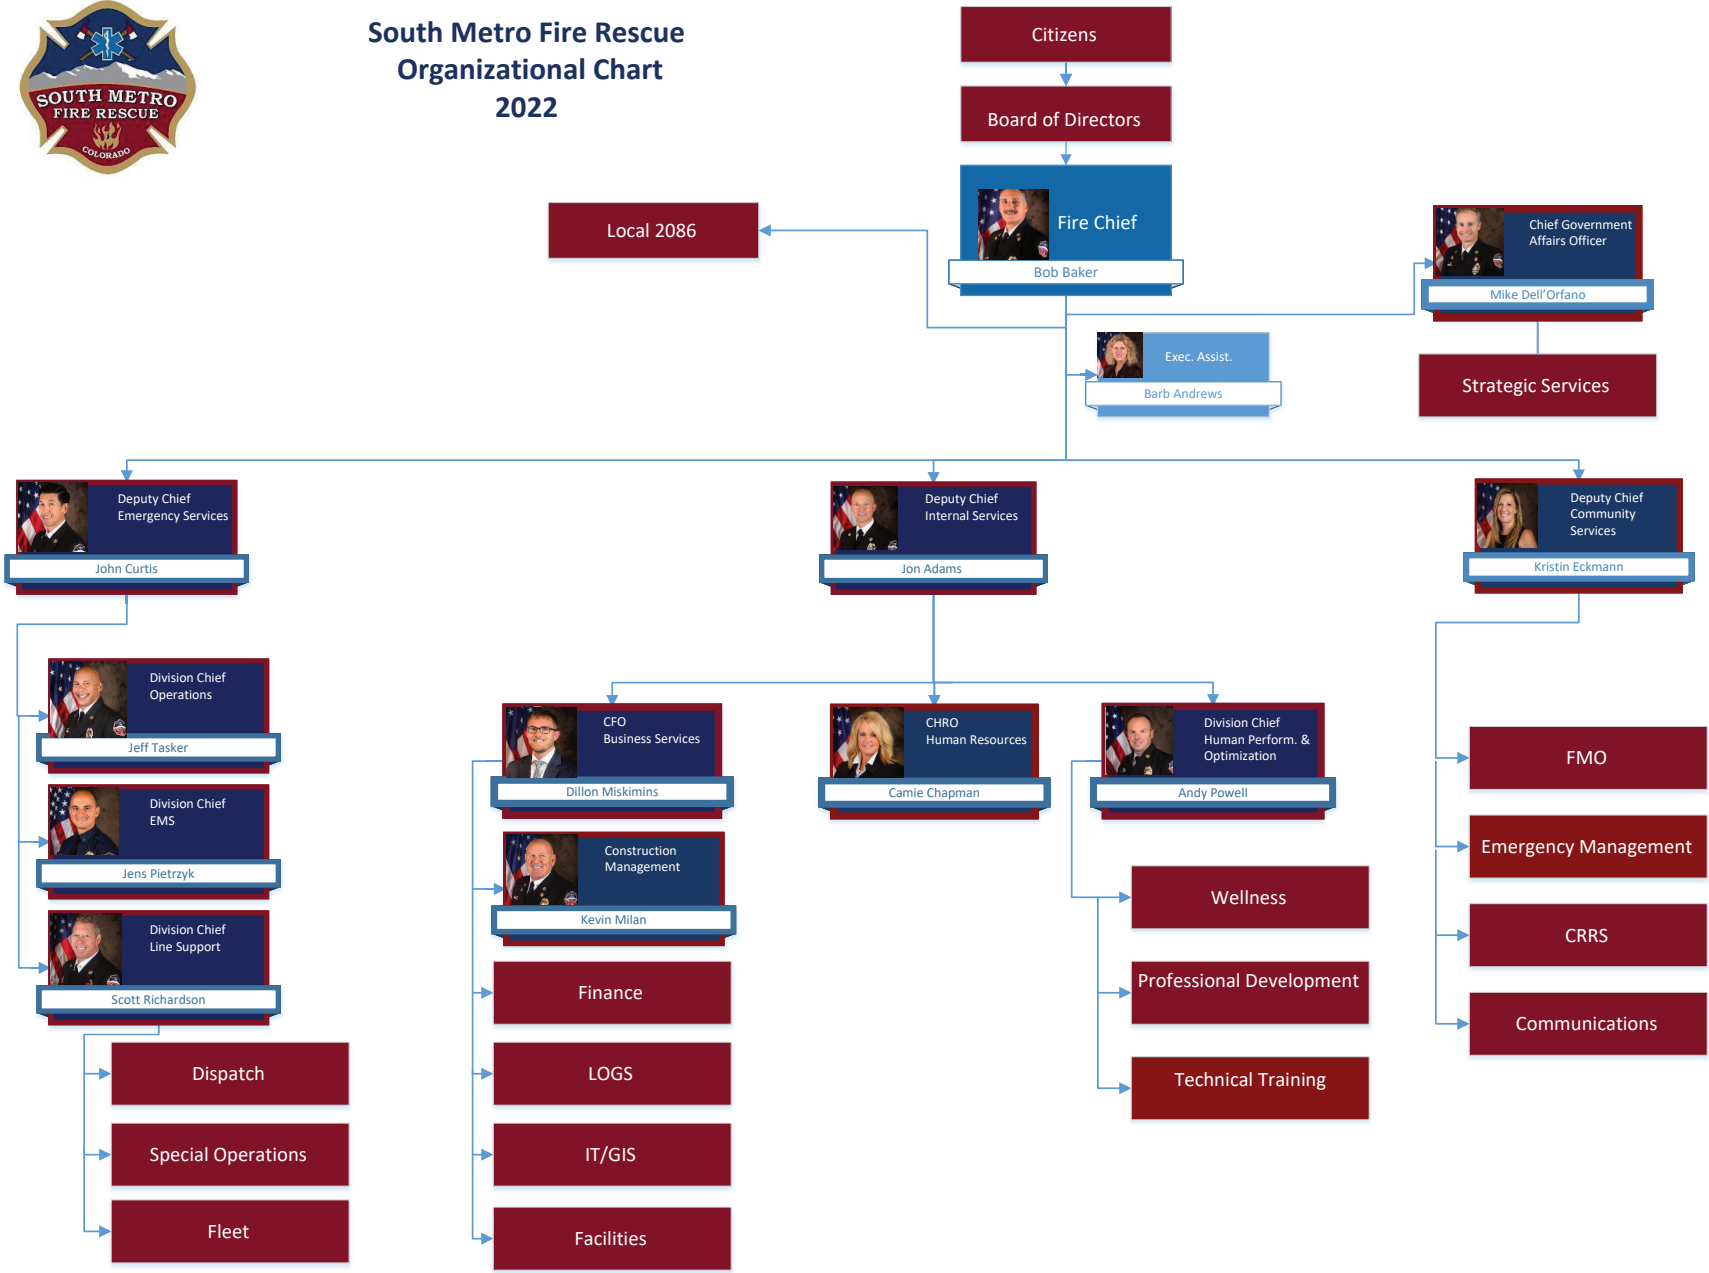 SOUTH METRO
FIRE RESCUE
COLORADO
South Metro Fire Rescue
Organizational Chart
2022
Citizens
Board of Directors
Fire Chief
Bob Baker
Local 2086
Chief Government
Affairs Officer
Mike Dell'Orfano
Strategic Services
Exec. Assist.
Barb Andrews
Deputy Chief
Emergency Services
John Curtis
Deputy Chief
Internal Services
Jon Adams
Deputy Chief
Community
Services
Kristin Eckmann
Division Chief
Operations
Jeff Tasker
Division Chief
EMS
Jens Pietrzyk
Division Chief
Line Support
Scott Richardson
Dispatch
Special Operations
Fleet
CFO
Business Services
Dillon Miskimins
Construction
Management
Kevin Milan
Finance
LOGS
IT/GIS
Facilities
CHRO
Human Resources
Camie Chapman
Division Chief
Human Perform. &
Optimization
Andy Powell
Wellness
Professional Development
Technical Training
FMO
Emergency Management
CRRS
Communications